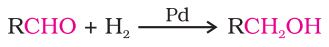 RCHO + H₂ —Pd→ RCH₂OH